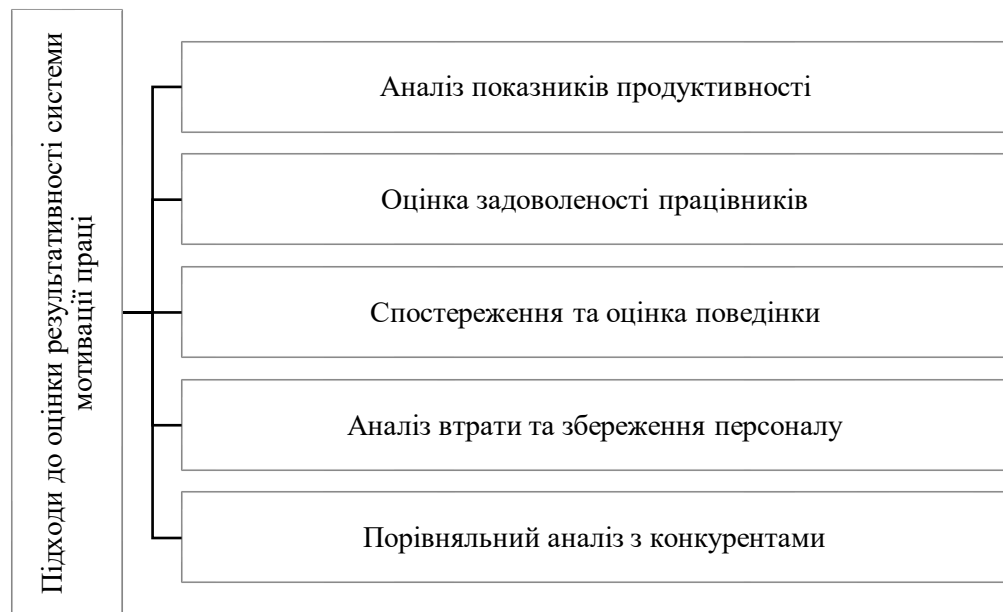 Підходи до оцінки результативності системи
мотивації праці
Аналіз показників продуктивності
Оцінка задоволеності працівників
Спостереження та оцінка поведінки
Аналіз втрати та збереження персоналу
Порівняльний аналіз з конкурентами